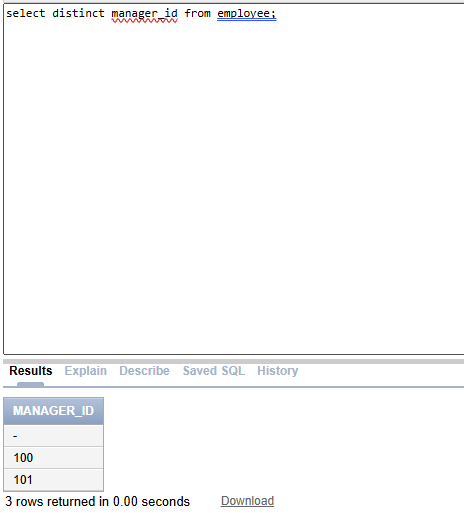 select distinct manager_id from employee;
Results Explain Describe Saved SQL History
MANAGER_ID
-
100
101
3 rows returned in 0.00 seconds Download